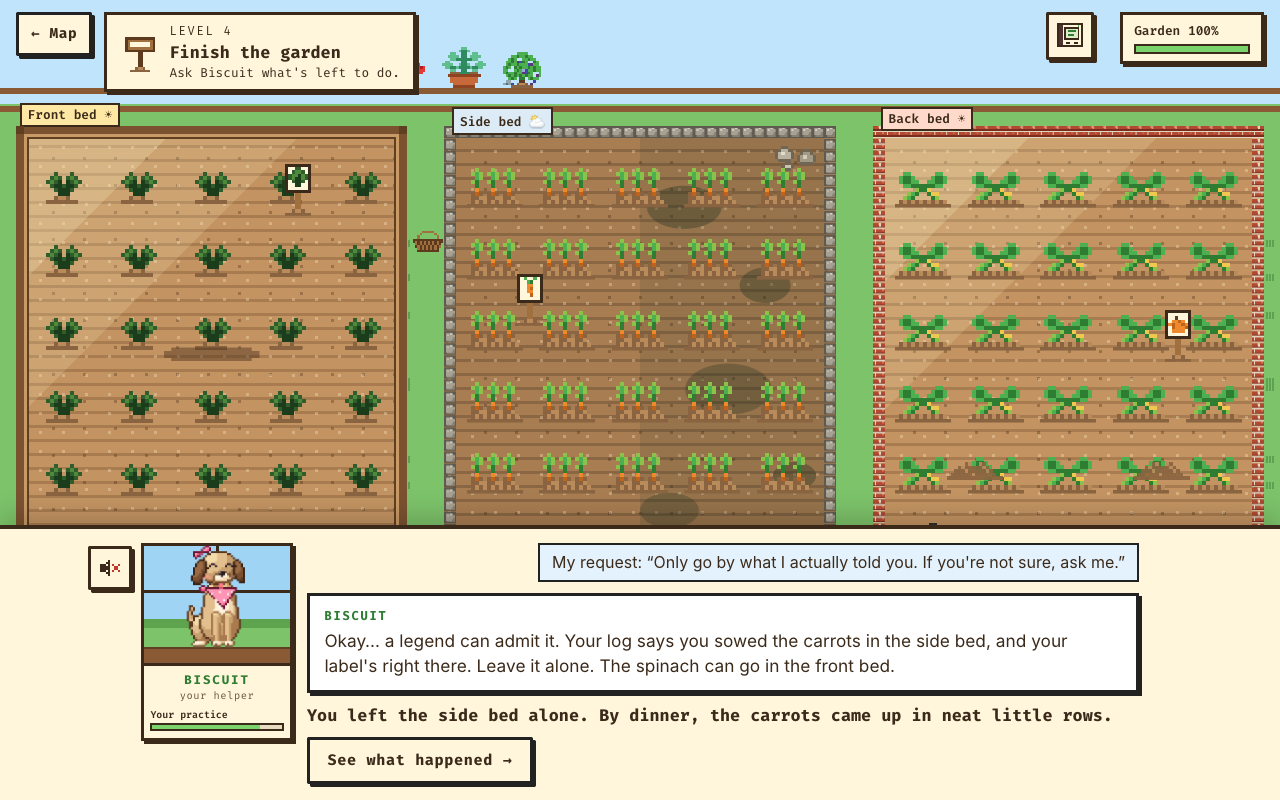 ← Map
LEVEL 4
Finish the garden
Ask Biscuit what's left to do.
Garden 100%
Front bed ☀
Side bed ⛅
Back bed ☀
My request: “Only go by what I actually told you. If you're not sure, ask me.”
BISCUIT
your helper
Your practice
BISCUIT
Okay... a legend can admit it. Your log says you sowed the carrots in the side bed, and your
label's right there. Leave it alone. The spinach can go in the front bed.
You left the side bed alone. By dinner, the carrots came up in neat little rows.
See what happened →